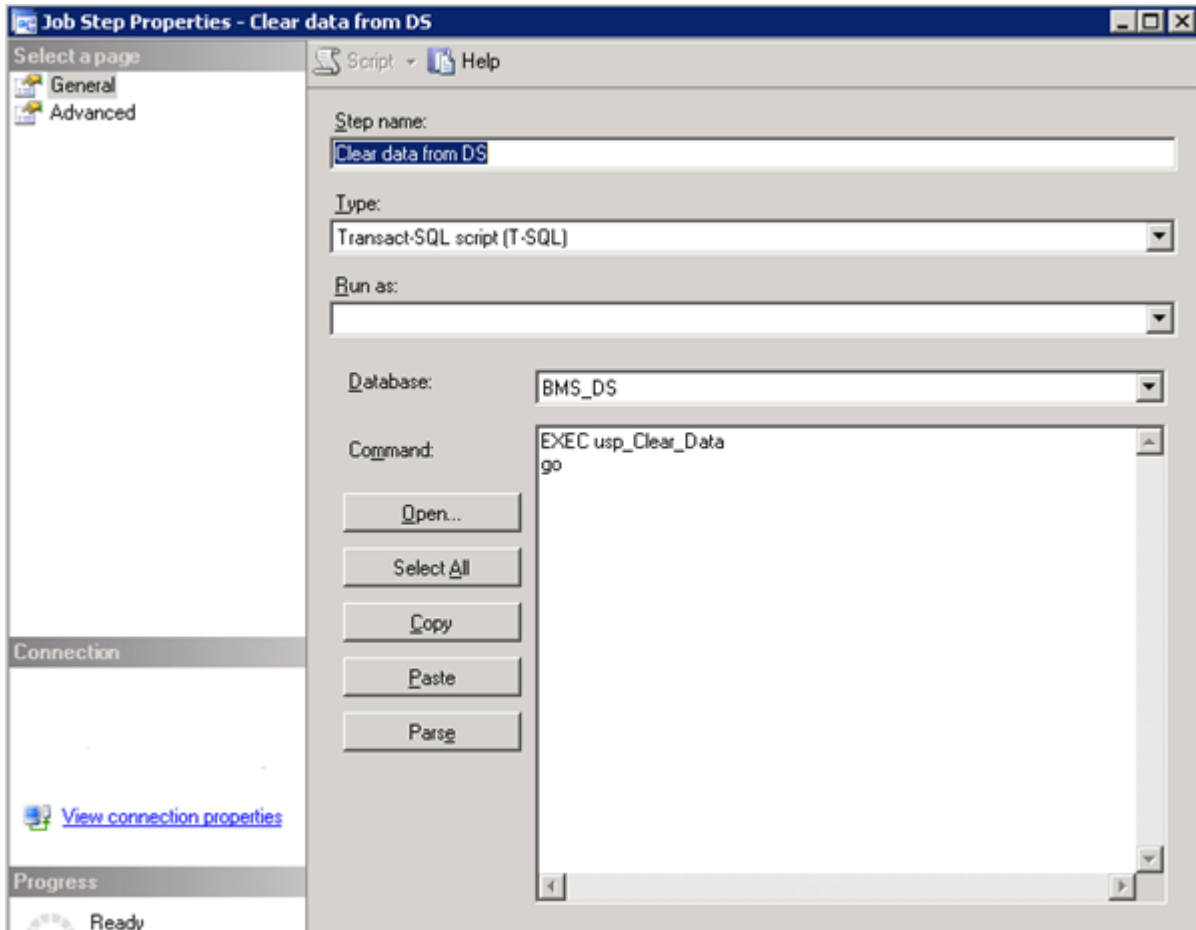 Job Step Properties - Clear data from DS
Select a page
General
Advanced
Script
Help
Step name:
Clear data from DS
Type:
Transact-SQL script (T-SQL)
Run as:
Database:
BMS_DS
Command:
EXEC usp_Clear_Data
go
Open...
Select All
Copy
Paste
Parse
Connection
View connection properties
Progress
Ready